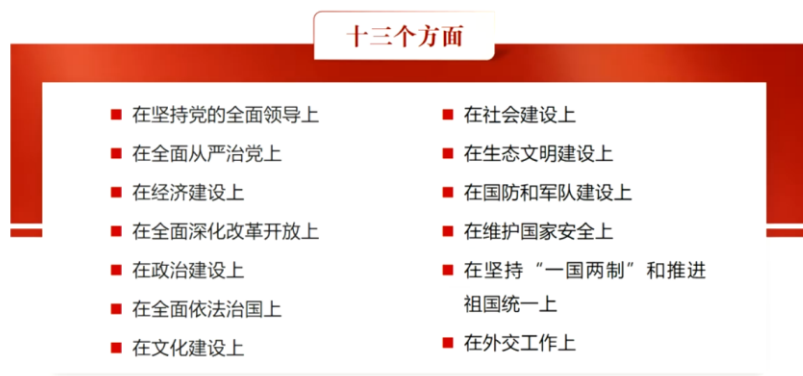 十三个方面
在坚持党的全面领导上
在全面从严治党上
在经济建设上
在全面深化改革开放上
在政治建设上
在全面依法治国上
在文化建设上
在社会建设上
在生态文明建设上
在国防和军队建设上
在维护国家安全上
在坚持“一国两制”和推进
祖国统一上
在外交工作上